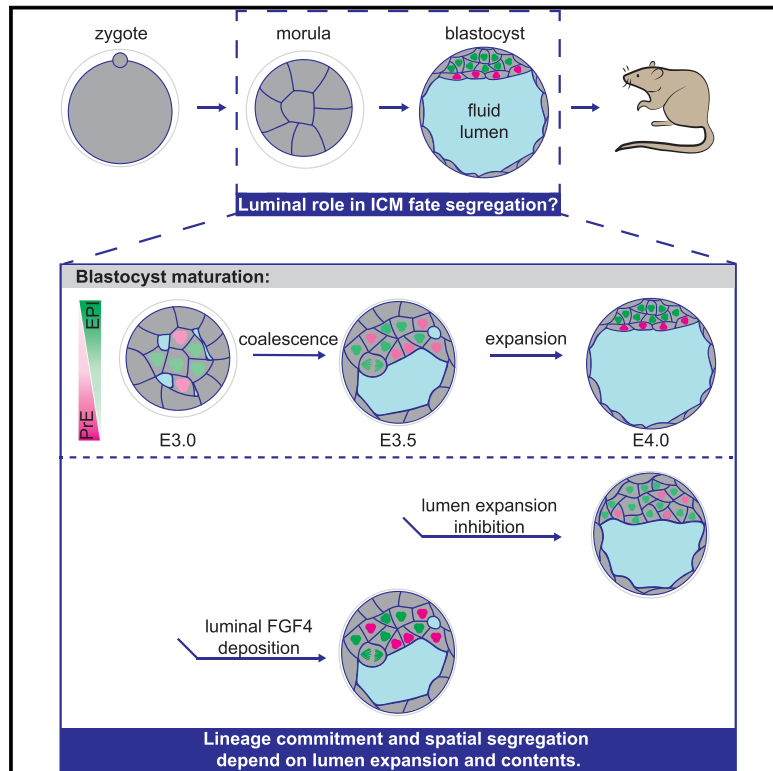 zygote
morula
blastocyst
fluid
lumen
Luminal role in ICM fate segregation?
Blastocyst maturation:
EPI
PrE
coalescence
expansion
E3.0
E3.5
E4.0
lumen expansion
inhibition
luminal FGF4
deposition
Lineage commitment and spatial segregation
depend on lumen expansion and contents.